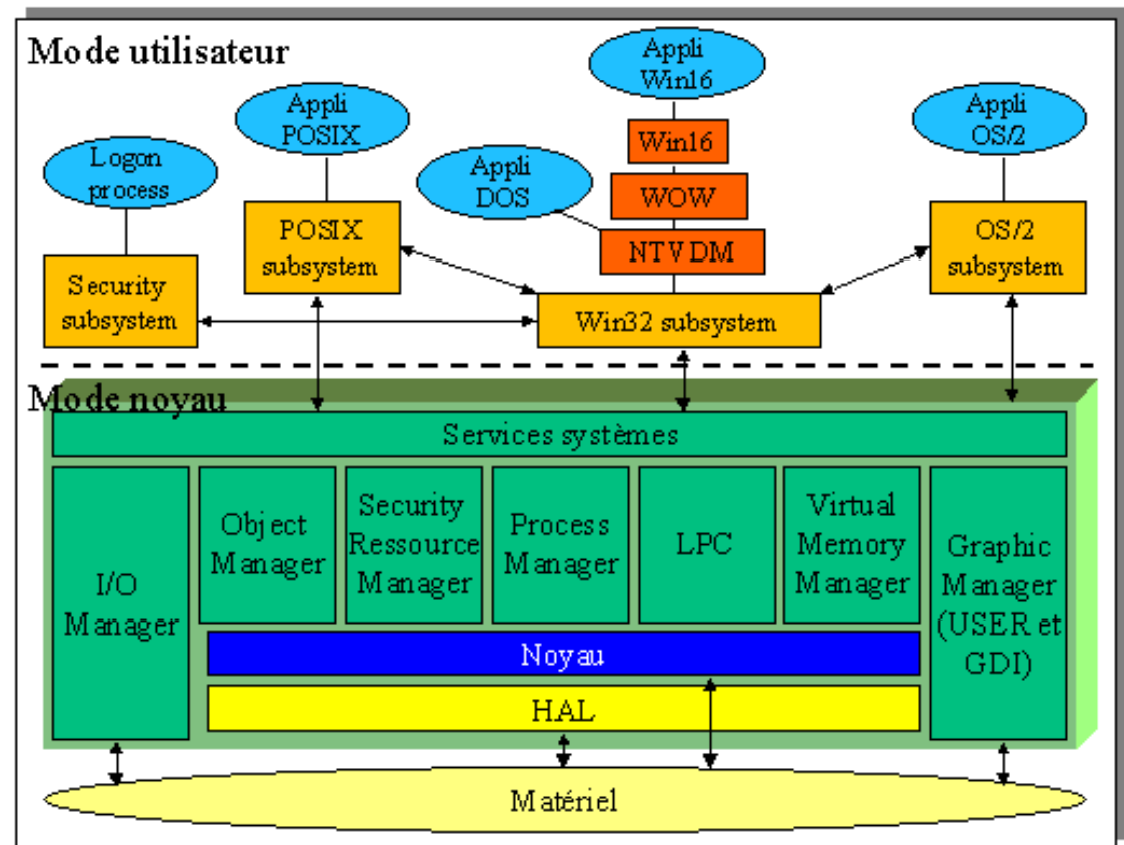 Mode utilisateur
Appli
Win16
Appli
POSIX
Appli
OS/2
Logon
process
Appli
DOS
Win16
WOW
NTVDM
POSIX
subsystem
OS/2
subsystem
Security
subsystem
Win32 subsystem
Mode noyau
Services systèmes
I/O
Manager
Object
Manager
Security
Ressource
Manager
Process
Manager
LPC
Virtual
Memory
Manager
Graphic
Manager
(USER et
GDI)
Noyau
HAL
Matériel